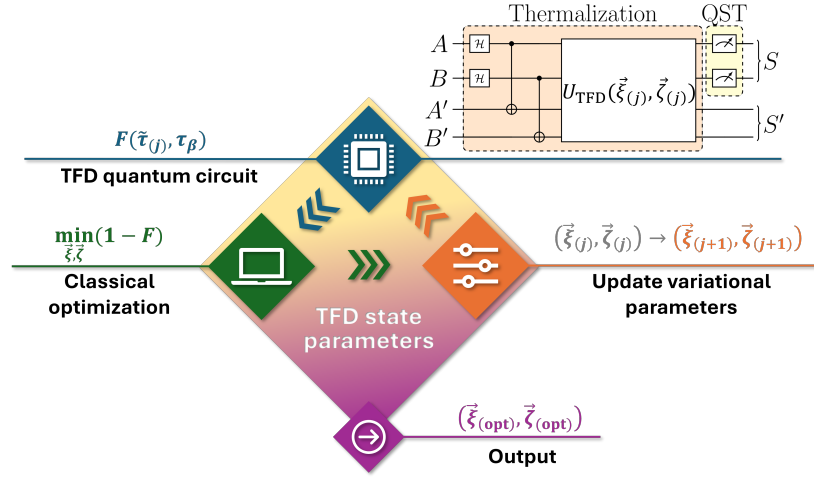 Thermalization
QST
A
H
B
H
S
U_TFD(ξ⃗_(j), ζ⃗_(j))
A′
B′
S′
F(τ̃_(j), τ_β)
TFD quantum circuit
min(1 − F)
ξ⃗,ζ⃗
Classical
optimization
(ξ⃗_(j), ζ⃗_(j)) → (ξ⃗_(j+1), ζ⃗_(j+1))
Update variational
parameters
TFD state
parameters
(ξ⃗_(opt), ζ⃗_(opt))
Output